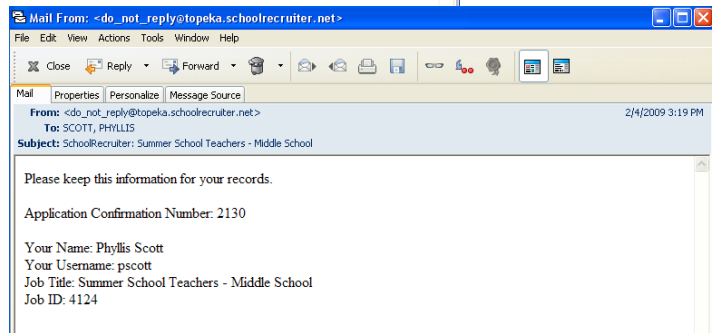 Mail From: <do_not_reply@topeka.schoolrecruiter.net>
File Edit View Actions Tools Window Help
Close Reply Forward
Mail Properties Personalize Message Source
From: <do_not_reply@topeka.schoolrecruiter.net> 2/4/2009 3:19 PM
To: SCOTT, PHYLLIS
Subject: SchoolRecruiter: Summer School Teachers - Middle School
Please keep this information for your records.
Application Confirmation Number: 2130
Your Name: Phyllis Scott
Your Username: pscott
Job Title: Summer School Teachers - Middle School
Job ID: 4124